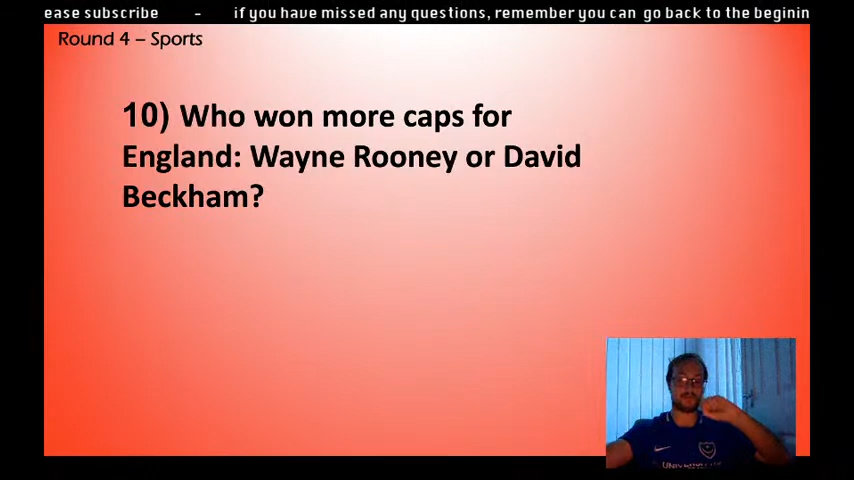 ease subscribe - if you have missed any questions, remember you can go back to the beginin
Round 4 – Sports
10) Who won more caps for
England: Wayne Rooney or David
Beckham?